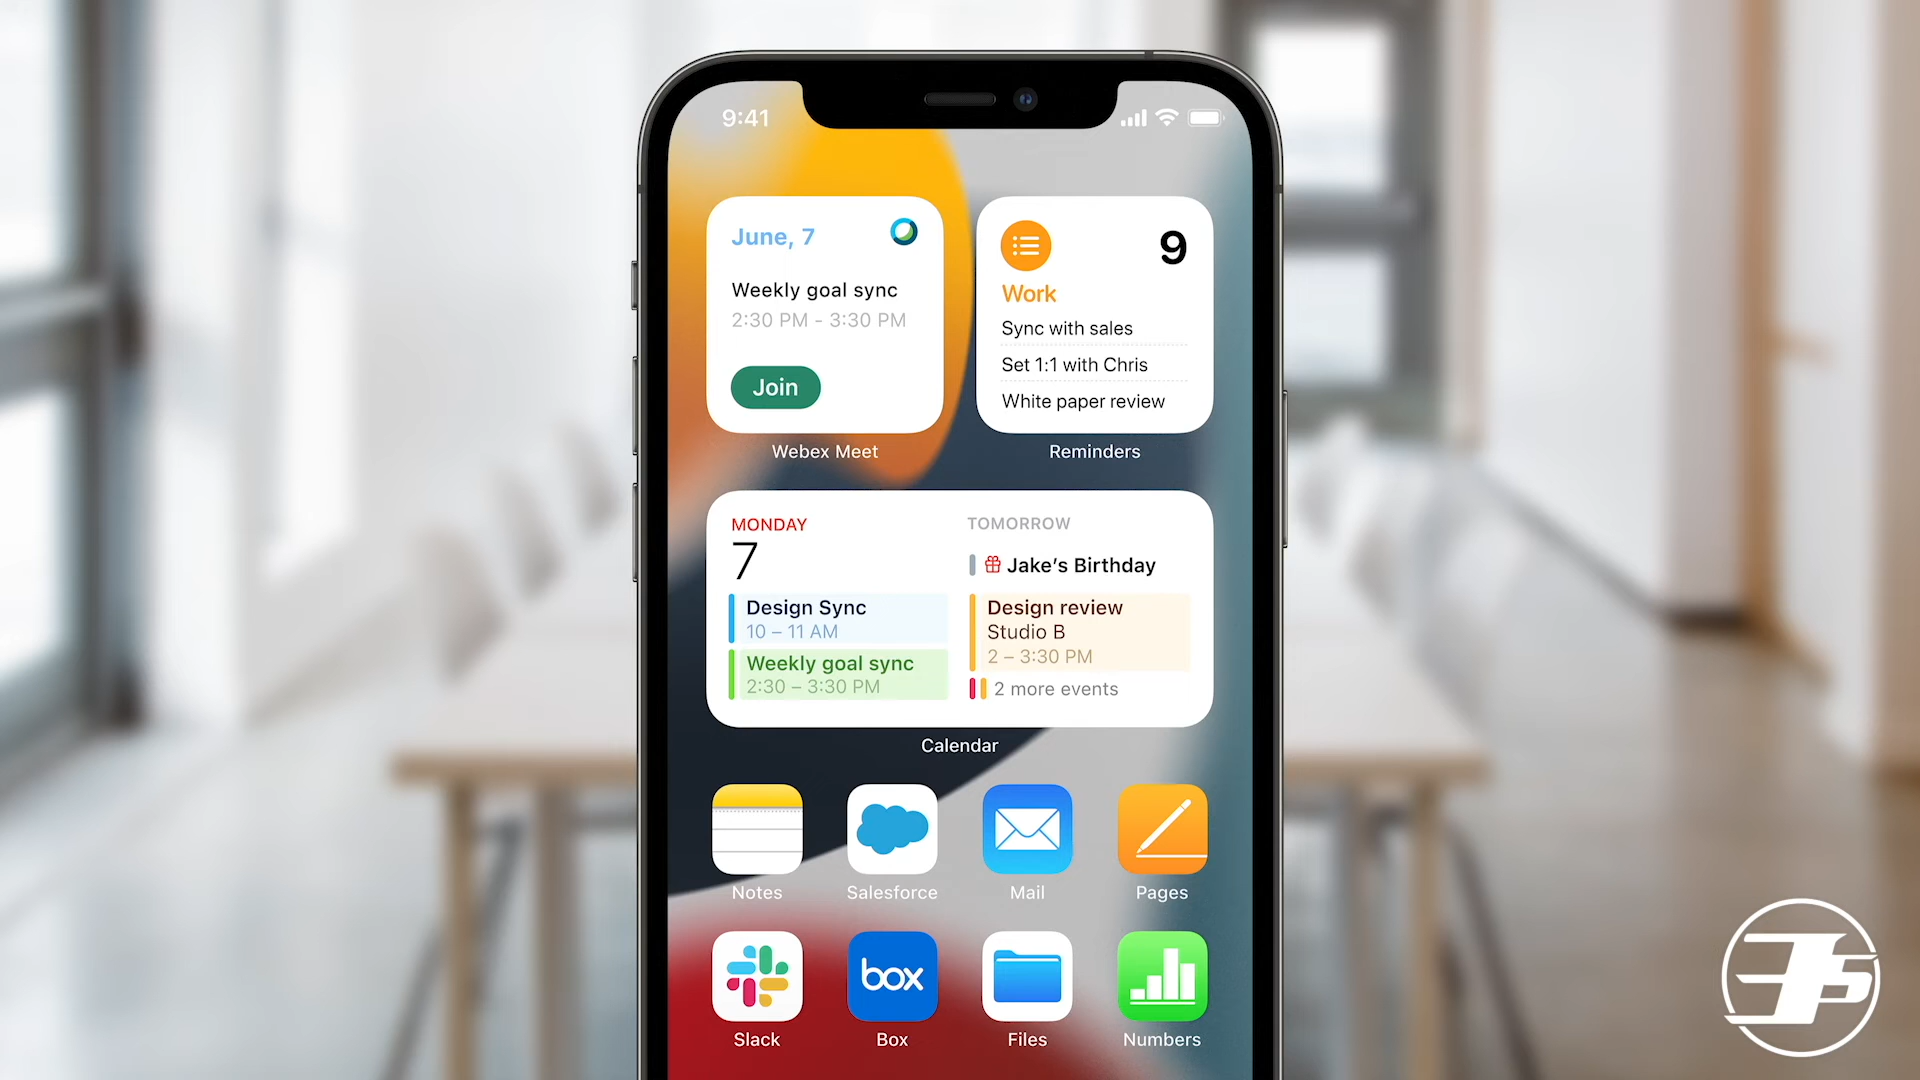 9:41
June, 7
Weekly goal sync
2:30 PM - 3:30 PM
Join
Webex Meet
9
Work
Sync with sales
Set 1:1 with Chris
White paper review
Reminders
MONDAY
7
Design Sync
10 – 11 AM
Weekly goal sync
2:30 – 3:30 PM
TOMORROW
Jake’s Birthday
Design review
Studio B
2 – 3:30 PM
2 more events
Calendar
Notes
Salesforce
Mail
Pages
box
Slack
Box
Files
Numbers